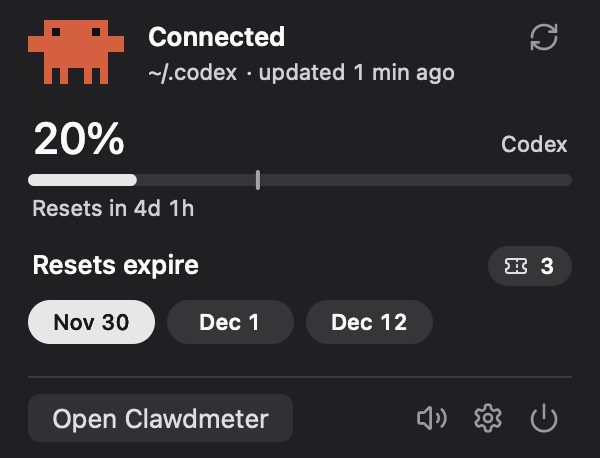 Connected
~/.codex · updated 1 min ago
20%
Codex
Resets in 4d 1h
Resets expire
3
Nov 30 Dec 1 Dec 12
Open Clawdmeter